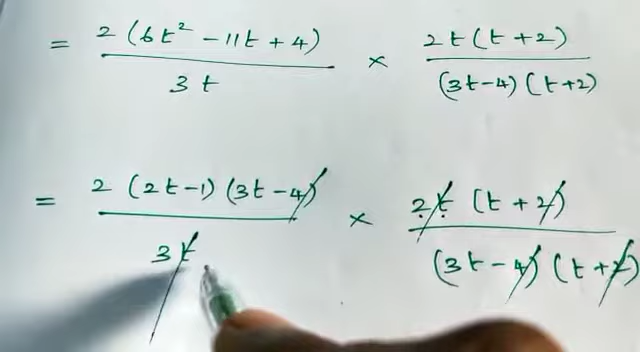 = 2 (6t² - 11t + 4) / 3t × 2t (t+2) / (3t-4) (t+2)
= 2 (2t-1) (3t-4) / 3t × 2t (t+2) / (3t-4) (t+2)